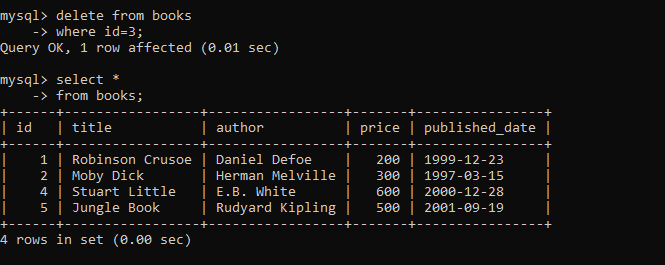 mysql> delete from books
    -> where id=3;
Query OK, 1 row affected (0.01 sec)

mysql> select *
    -> from books;
+------+-----------------+-----------------+-------+----------------+
| id   | title           | author          | price | published_date |
+------+-----------------+-----------------+-------+----------------+
|    1 | Robinson Crusoe | Daniel Defoe    |   200 | 1999-12-23     |
|    2 | Moby Dick       | Herman Melville |   300 | 1997-03-15     |
|    4 | Stuart Little   | E.B. White      |   600 | 2000-12-28     |
|    5 | Jungle Book     | Rudyard Kipling |   500 | 2001-09-19     |
+------+-----------------+-----------------+-------+----------------+
4 rows in set (0.00 sec)